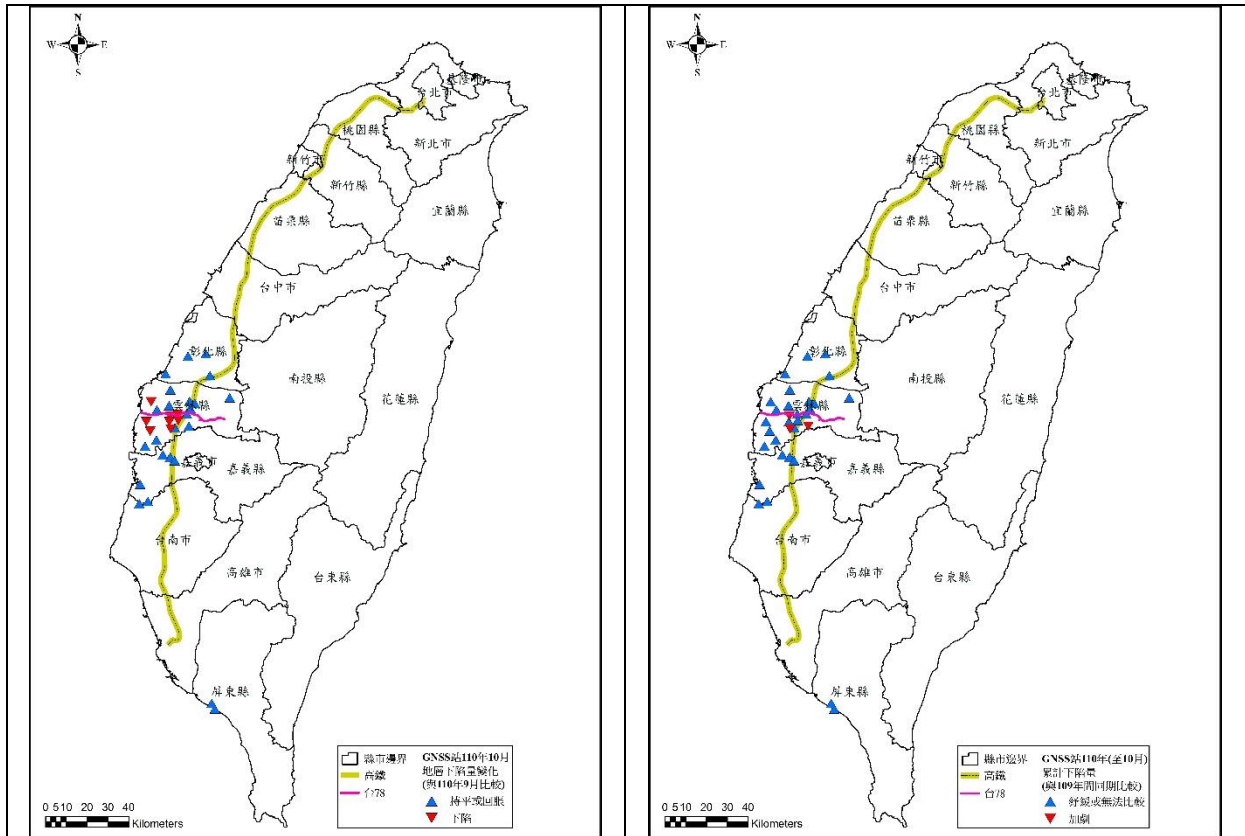 N
W E
S
基隆市
台北市
桃園縣
新北市
新竹市
新竹縣
宜蘭縣
苗栗縣
台中市
彰化縣
南投縣
花蓮縣
雲林縣
嘉義市
嘉義縣
台南市
高雄市
台東縣
屏東縣
縣市邊界
高鐵
台78
GNSS站110年10月
地層下陷量變化
(與110年9月比較)
持平或回脹
下陷
0 5 10 20 30 40
Kilometers
N
W E
S
基隆市
台北市
桃園縣
新北市
新竹市
新竹縣
宜蘭縣
苗栗縣
台中市
彰化縣
南投縣
花蓮縣
雲林縣
嘉義市
嘉義縣
台南市
高雄市
台東縣
屏東縣
縣市邊界
高鐵
台78
GNSS站110年(至10月)
累計下陷量
(與109年間同期比較)
紓緩或無法比較
加劇
0 5 10 20 30 40
Kilometers